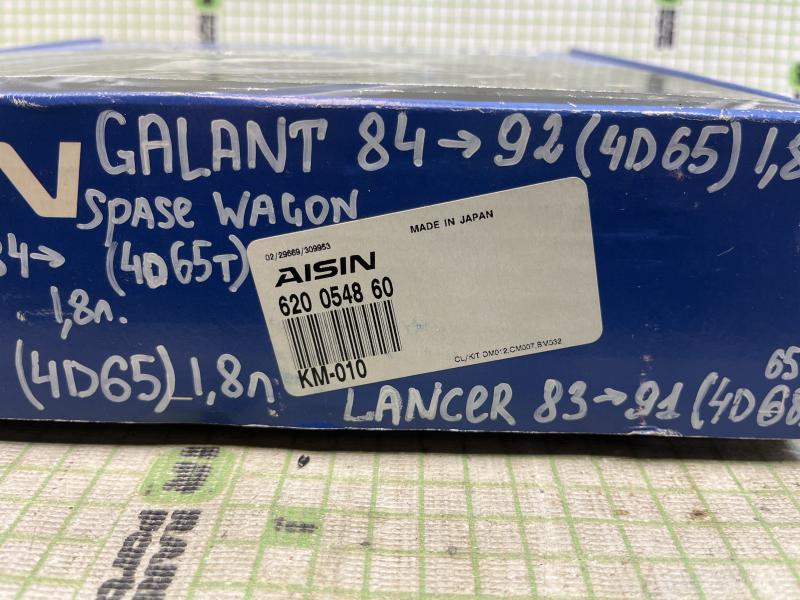 GALANT 84→92 (4D65) 1,8
SPASE WAGON
84→ (4D65T)
1,8л.
(4D65) 1,8л
MADE IN JAPAN
02/29669/309953
AISIN
620 0548 60
KM-010
CL/KIT DM012,CM007,BM032
65
LANCER 83→91 (4D68